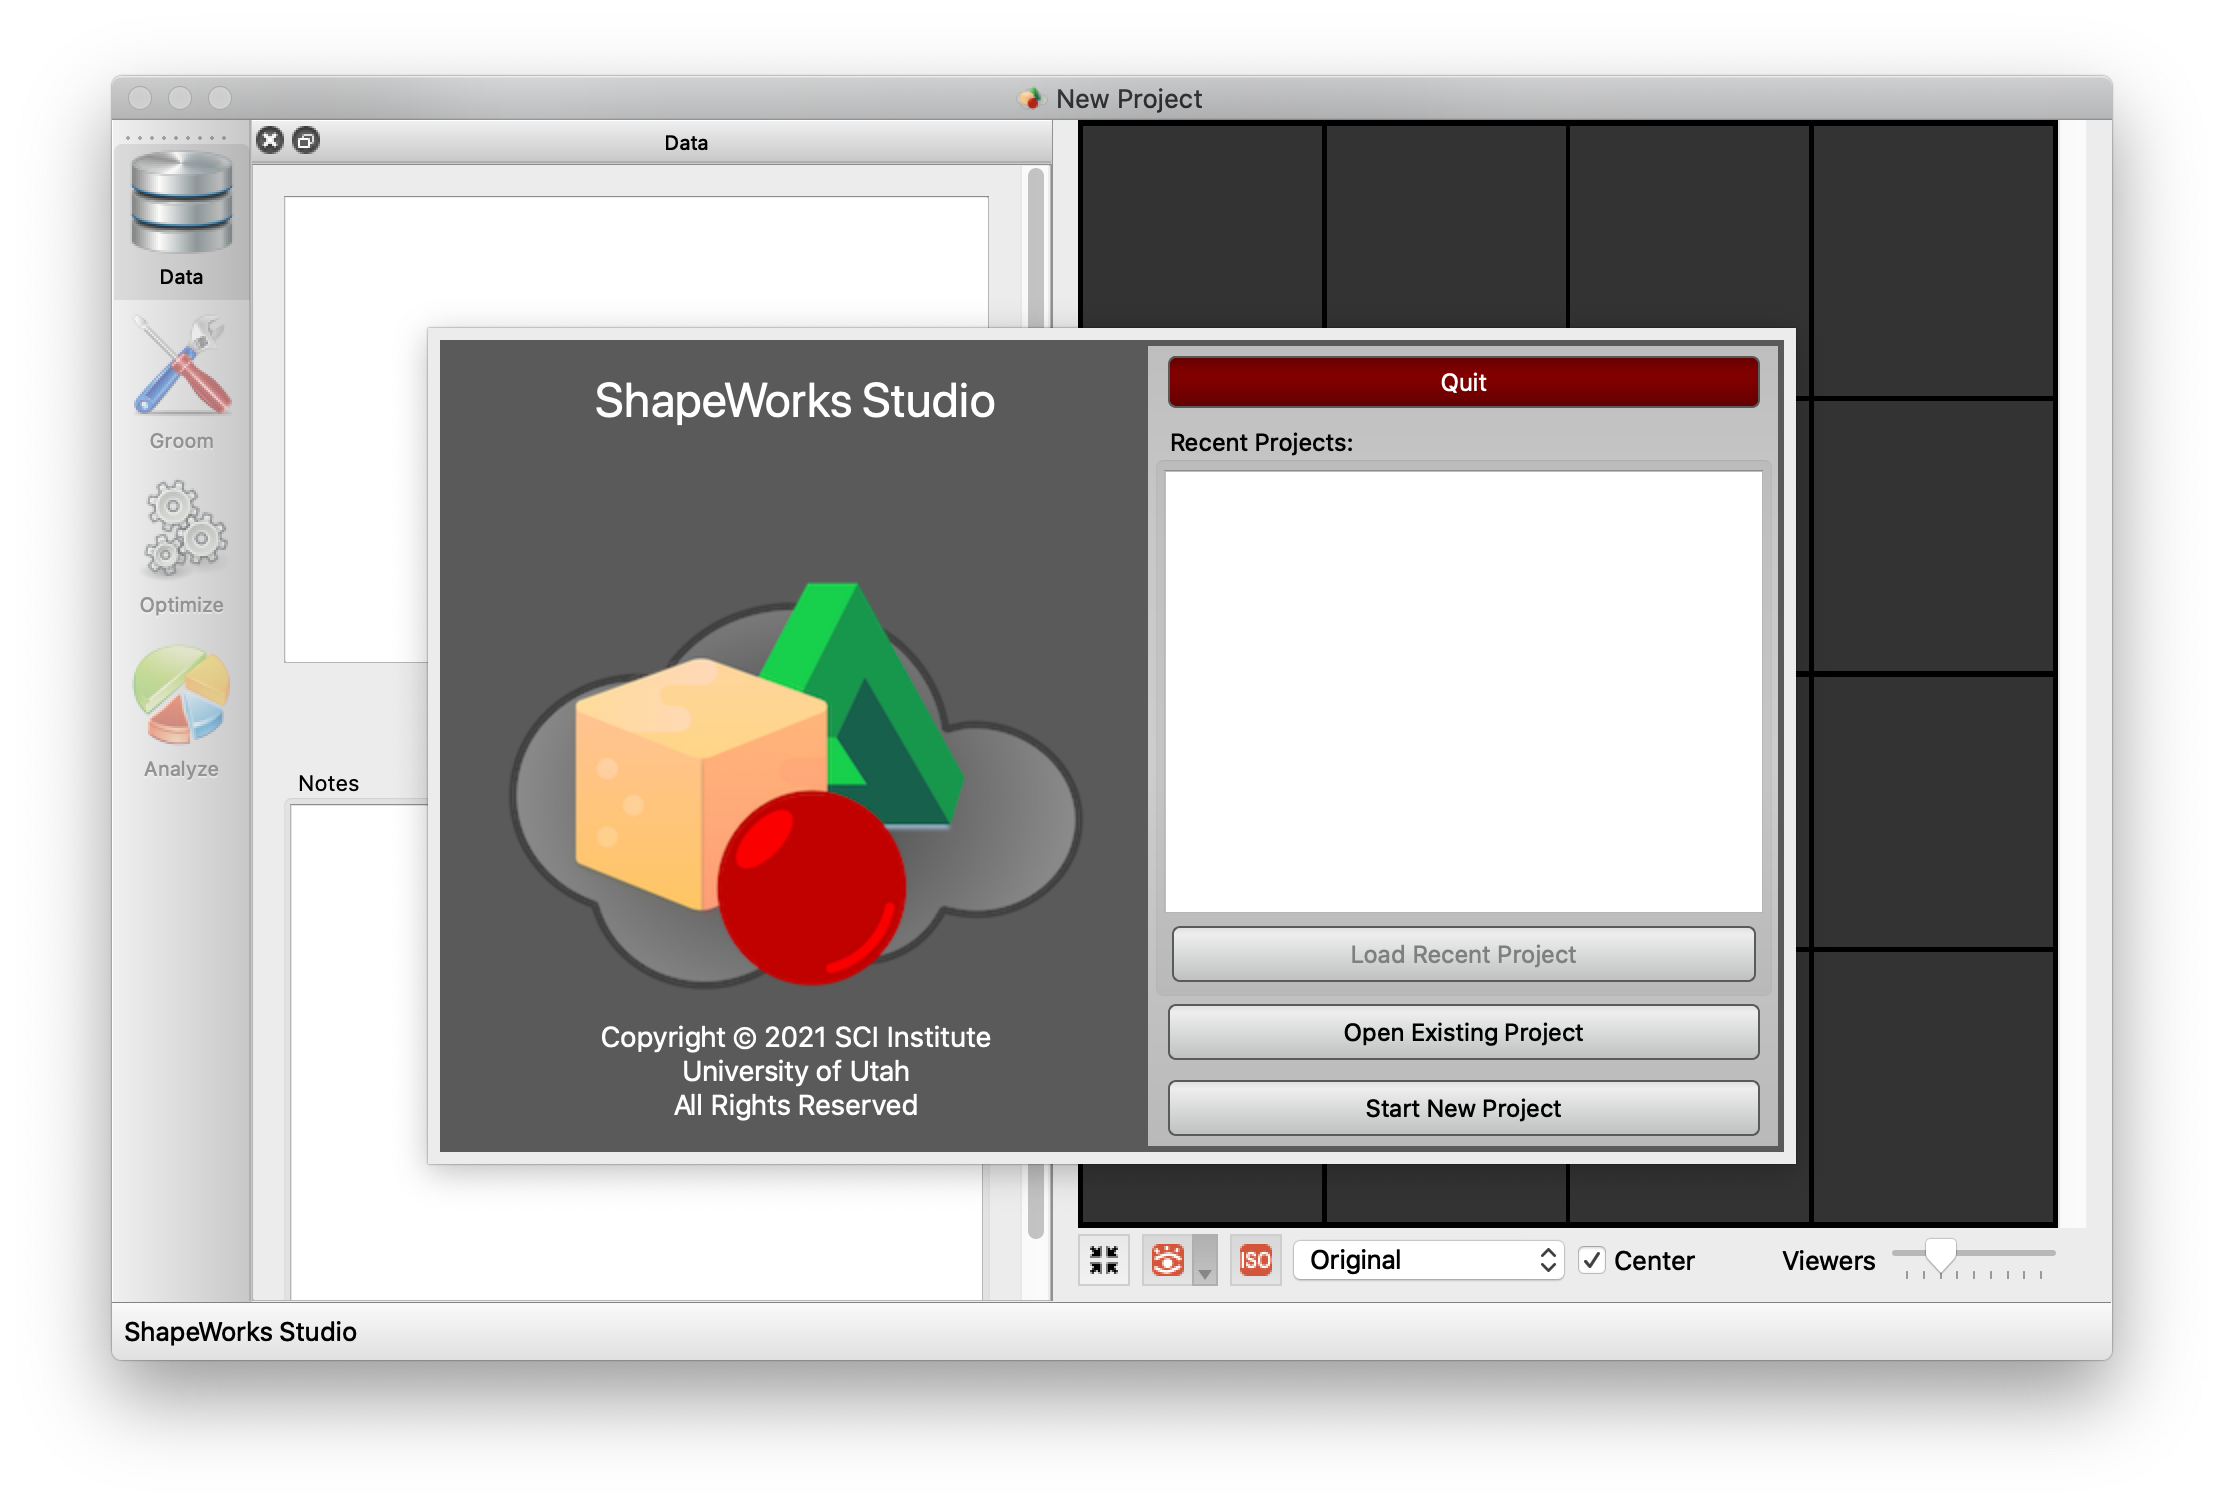 New Project
Data
Data
Groom
Optimize
Analyze
Notes
ShapeWorks Studio
Copyright © 2021 SCI Institute
University of Utah
All Rights Reserved
Quit
Recent Projects:
Load Recent Project
Open Existing Project
Start New Project
ISO
Original
Center
Viewers
ShapeWorks Studio